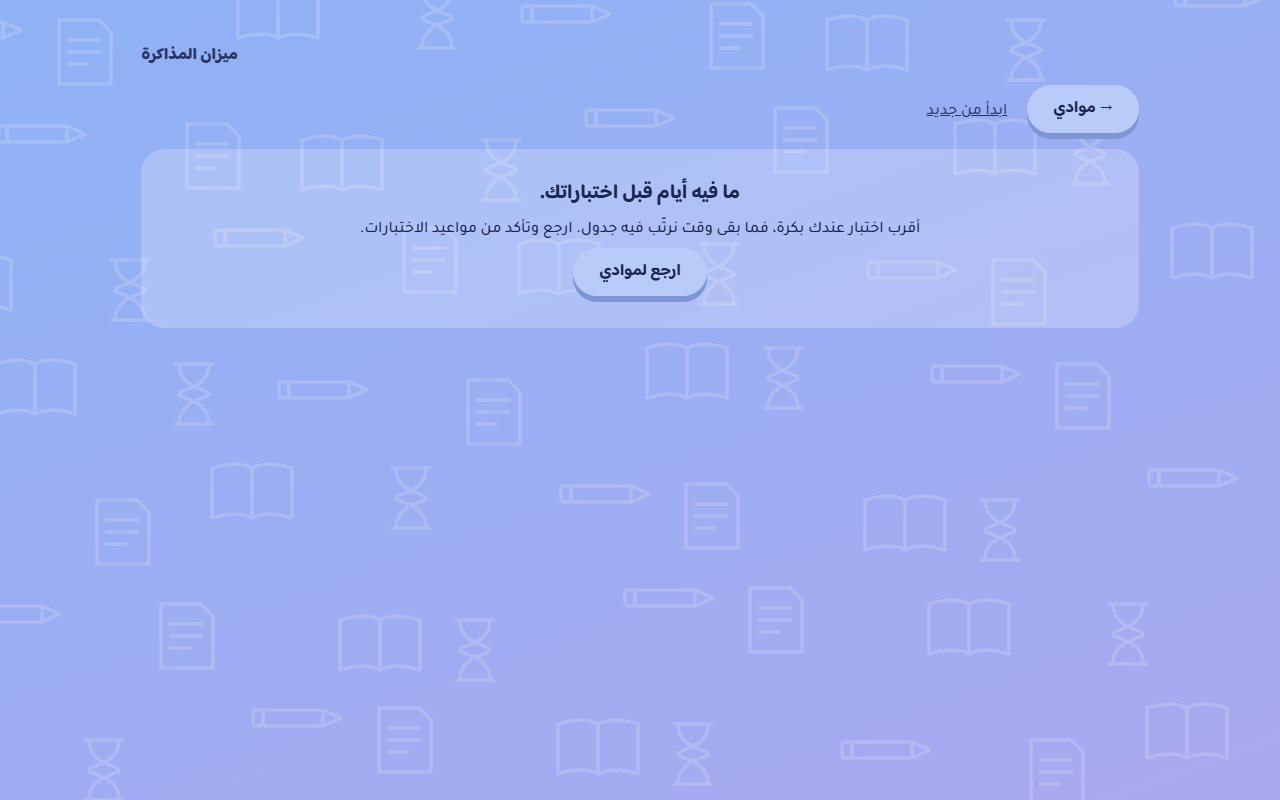 ميزان المذاكرة
→ موادي
ابدأ من جديد
ما فيه أيام قبل اختباراتك.
أقرب اختبار عندك بكرة، فما بقى وقت نرتّب فيه جدول. ارجع وتأكد من مواعيد الاختبارات.
ارجع لموادي